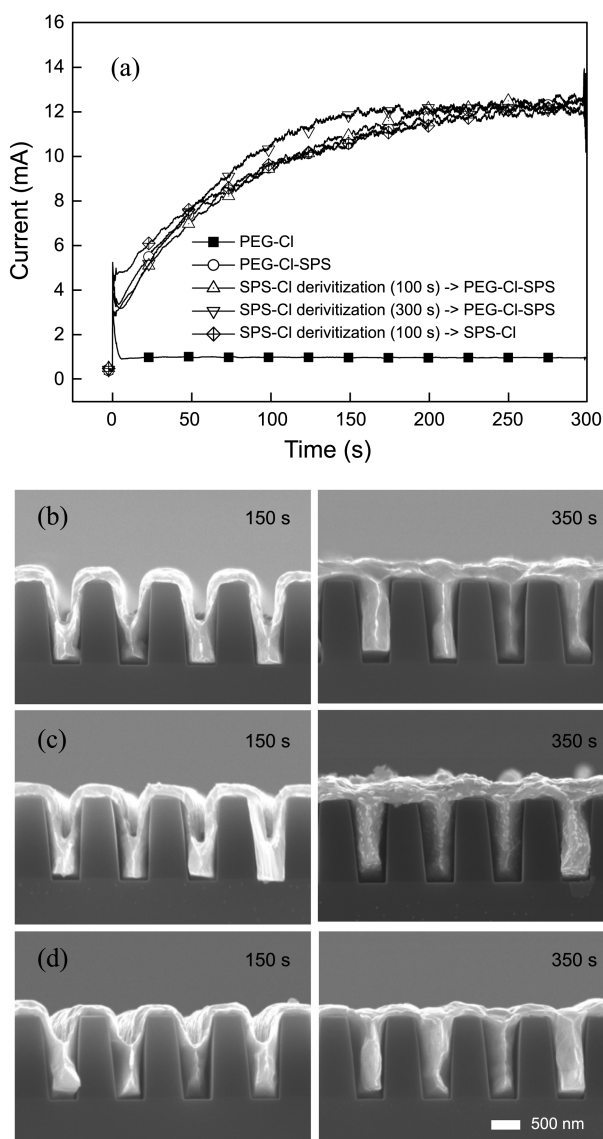 16
14
12
10
8
6
4
2
0
Current (mA)
(a)
PEG-Cl
PEG-Cl-SPS
SPS-Cl derivitization (100 s) -> PEG-Cl-SPS
SPS-Cl derivitization (300 s) -> PEG-Cl-SPS
SPS-Cl derivitization (100 s) -> SPS-Cl
0 50 100 150 200 250 300
Time (s)
(b) 150 s 350 s
(c) 150 s 350 s
(d) 150 s 350 s
500 nm